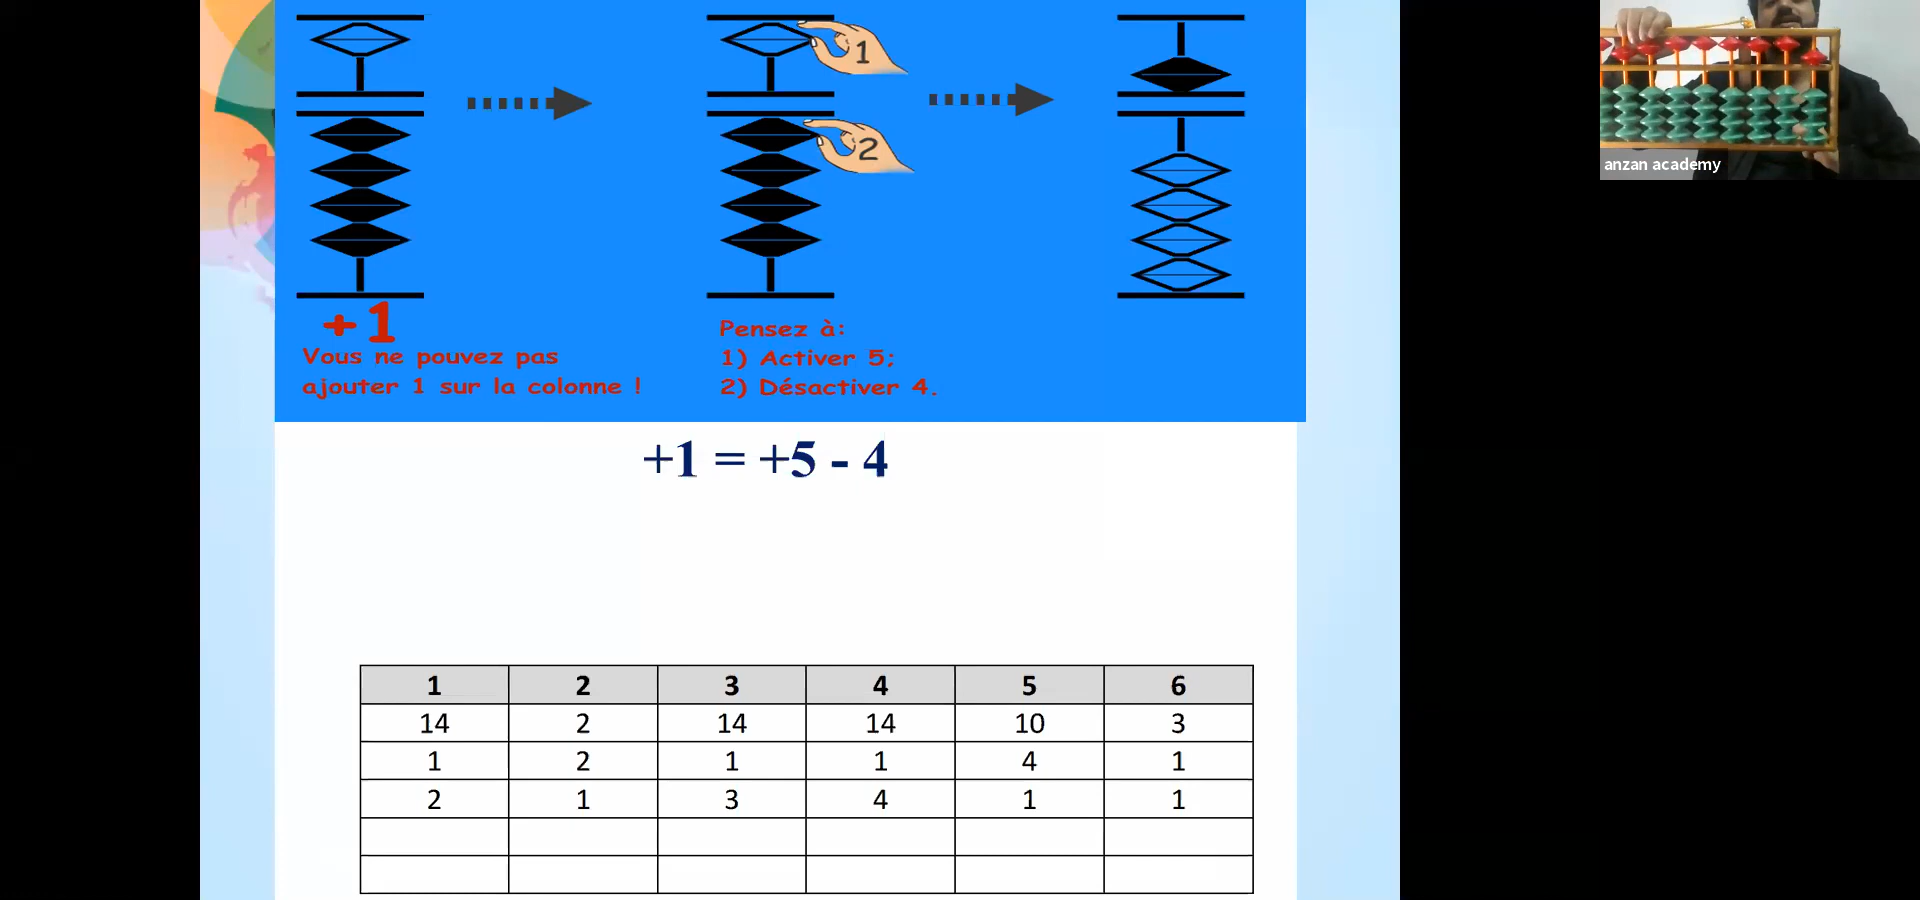 1
2
anzan academy
+1
Vous ne pouvez pas
ajouter 1 sur la colonne !
Pensez à:
1) Activer 5;
2) Désactiver 4.
+1 = +5 - 4
1 2 3 4 5 6
14 2 14 14 10 3
1 2 1 1 4 1
2 1 3 4 1 1